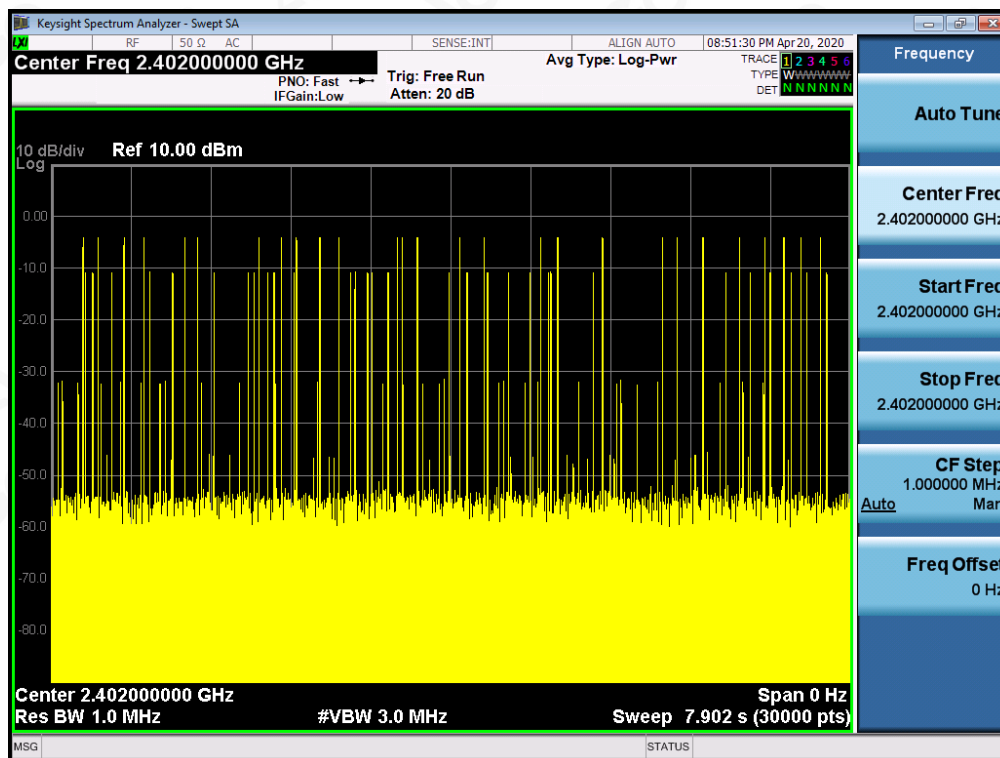 Keysight Spectrum Analyzer - Swept SA
LXI RF 50 Ω AC SENSE:INT ALIGN AUTO 08:51:30 PM Apr 20, 2020
Center Freq 2.402000000 GHz
PNO: Fast
IFGain:Low
Trig: Free Run
Atten: 20 dB
Avg Type: Log-Pwr
TRACE 1 2 3 4 5 6
TYPE WWWWWW
DET N N N N N N
10 dB/div Ref 10.00 dBm
Log
0.00
-10.0
-20.0
-30.0
-40.0
-50.0
-60.0
-70.0
-80.0
Center 2.402000000 GHz Span 0 Hz
Res BW 1.0 MHz #VBW 3.0 MHz Sweep 7.902 s (30000 pts)
MSG STATUS
Frequency
Auto Tune
Center Freq
2.402000000 GHz
Start Freq
2.402000000 GHz
Stop Freq
2.402000000 GHz
CF Step
1.000000 MHz
Auto Man
Freq Offset
0 Hz